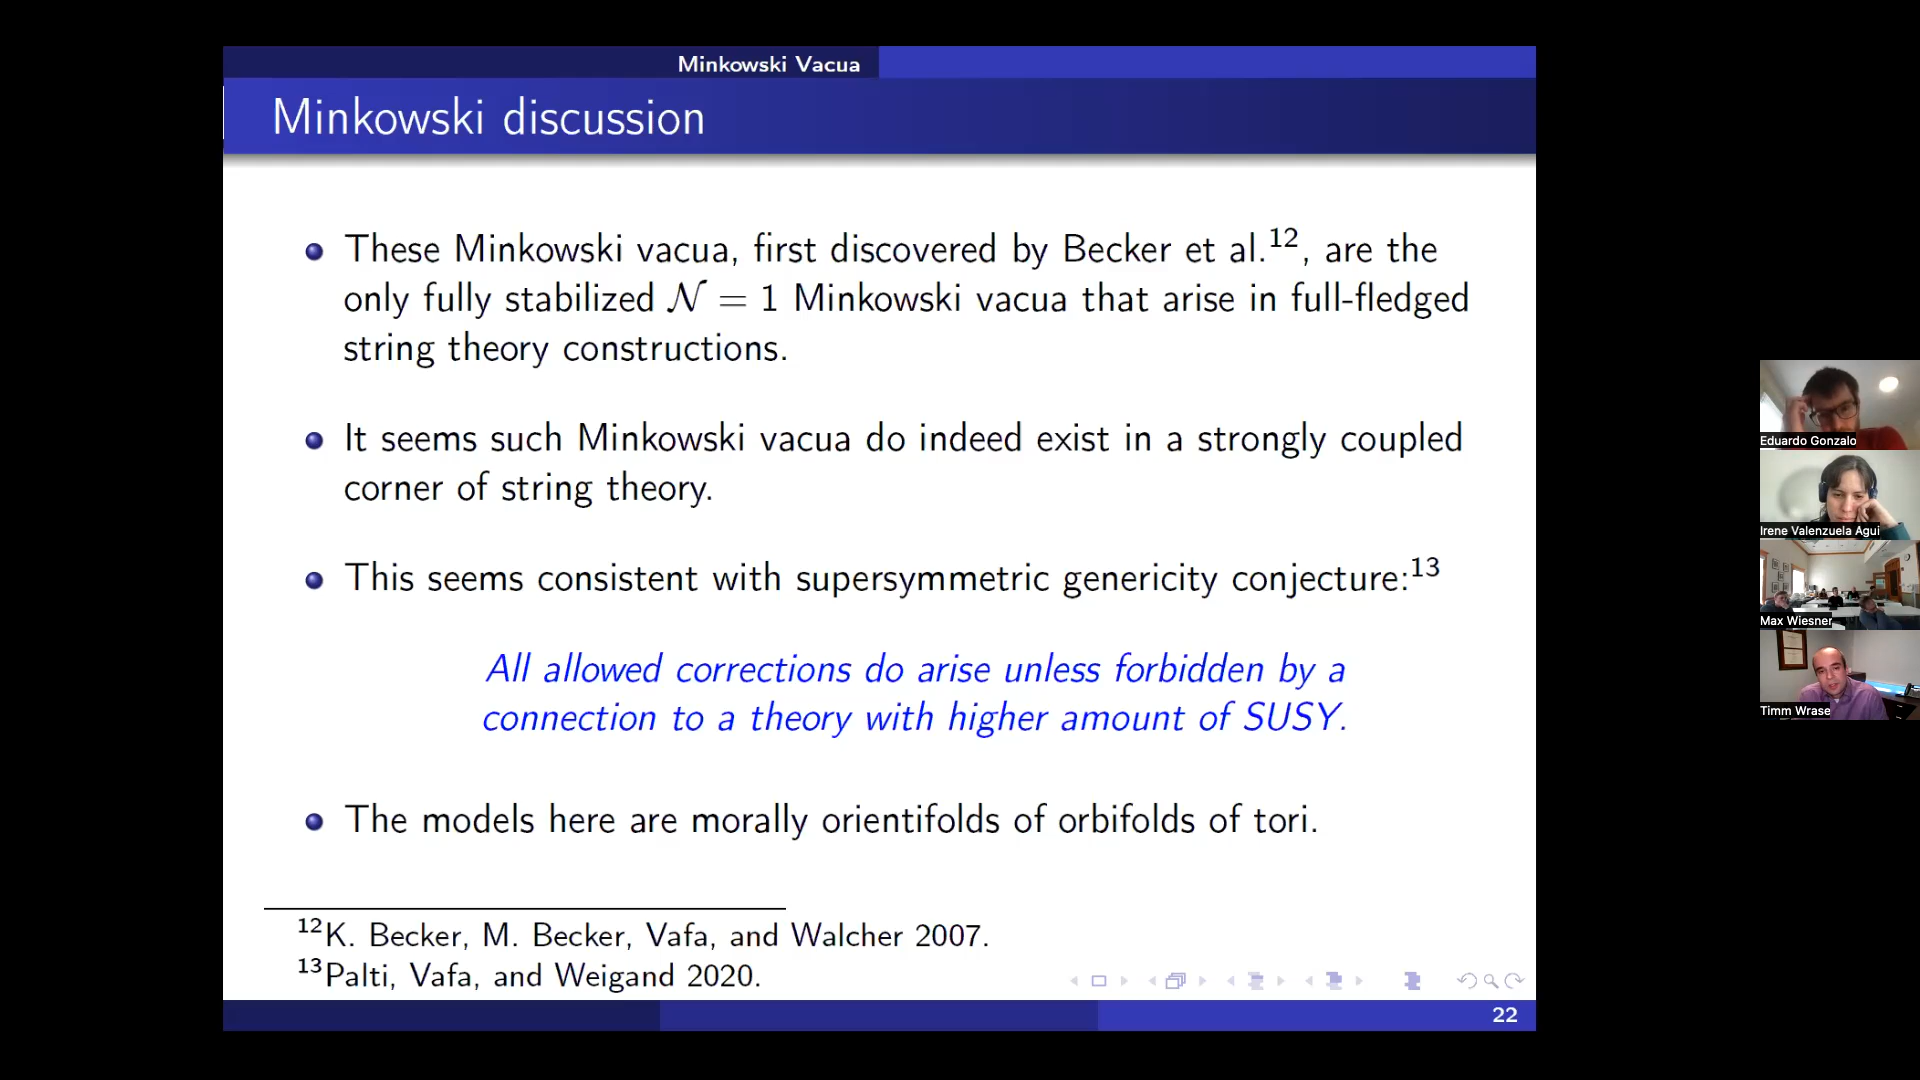 Minkowski Vacua
Minkowski discussion
These Minkowski vacua, first discovered by Becker et al.¹², are the
only fully stabilized 𝒩 = 1 Minkowski vacua that arise in full-fledged
string theory constructions.
It seems such Minkowski vacua do indeed exist in a strongly coupled
corner of string theory.
This seems consistent with supersymmetric genericity conjecture:¹³
All allowed corrections do arise unless forbidden by a
connection to a theory with higher amount of SUSY.
The models here are morally orientifolds of orbifolds of tori.
¹²K. Becker, M. Becker, Vafa, and Walcher 2007.
¹³Palti, Vafa, and Weigand 2020.
22
Eduardo Gonzalo
Irene Valenzuela Agui
Max Wiesner
Timm Wrase